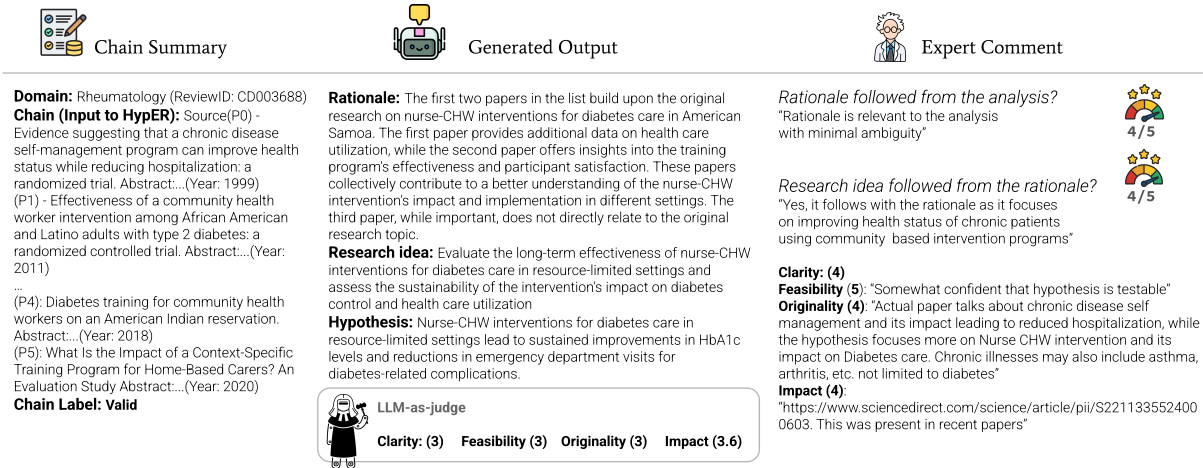 Chain Summary
Generated Output
Expert Comment
Domain: Rheumatology (ReviewID: CD003688)
Chain (Input to HypER): Source(P0) -
Evidence suggesting that a chronic disease
self-management program can improve health
status while reducing hospitalization: a
randomized trial. Abstract:...(Year: 1999)
(P1) - Effectiveness of a community health
worker intervention among African American
and Latino adults with type 2 diabetes: a
randomized controlled trial. Abstract:...(Year:
2011)
...
(P4): Diabetes training for community health
workers on an American Indian reservation.
Abstract:...(Year: 2018)
(P5): What Is the Impact of a Context-Specific
Training Program for Home-Based Carers? An
Evaluation Study Abstract:...(Year: 2020)
Chain Label: Valid
Rationale: The first two papers in the list build upon the original
research on nurse-CHW interventions for diabetes care in American
Samoa. The first paper provides additional data on health care
utilization, while the second paper offers insights into the training
program's effectiveness and participant satisfaction. These papers
collectively contribute to a better understanding of the nurse-CHW
intervention's impact and implementation in different settings. The
third paper, while important, does not directly relate to the original
research topic.
Research idea: Evaluate the long-term effectiveness of nurse-CHW
interventions for diabetes care in resource-limited settings and
assess the sustainability of the intervention's impact on diabetes
control and health care utilization
Hypothesis: Nurse-CHW interventions for diabetes care in
resource-limited settings lead to sustained improvements in HbA1c
levels and reductions in emergency department visits for
diabetes-related complications.
LLM-as-judge
Clarity: (3) Feasibility (3) Originality (3) Impact (3.6)
Rationale followed from the analysis?
"Rationale is relevant to the analysis
with minimal ambiguity"
4/5
Research idea followed from the rationale?
"Yes, it follows with the rationale as it focuses
on improving health status of chronic patients
using community based intervention programs"
4/5
Clarity: (4)
Feasibility (5): "Somewhat confident that hypothesis is testable"
Originality (4): "Actual paper talks about chronic disease self
management and its impact leading to reduced hospitalization, while
the hypothesis focuses more on Nurse CHW intervention and its
impact on Diabetes care. Chronic illnesses may also include asthma,
arthritis, etc. not limited to diabetes"
Impact (4):
"https://www.sciencedirect.com/science/article/pii/S221133552400
0603. This was present in recent papers"